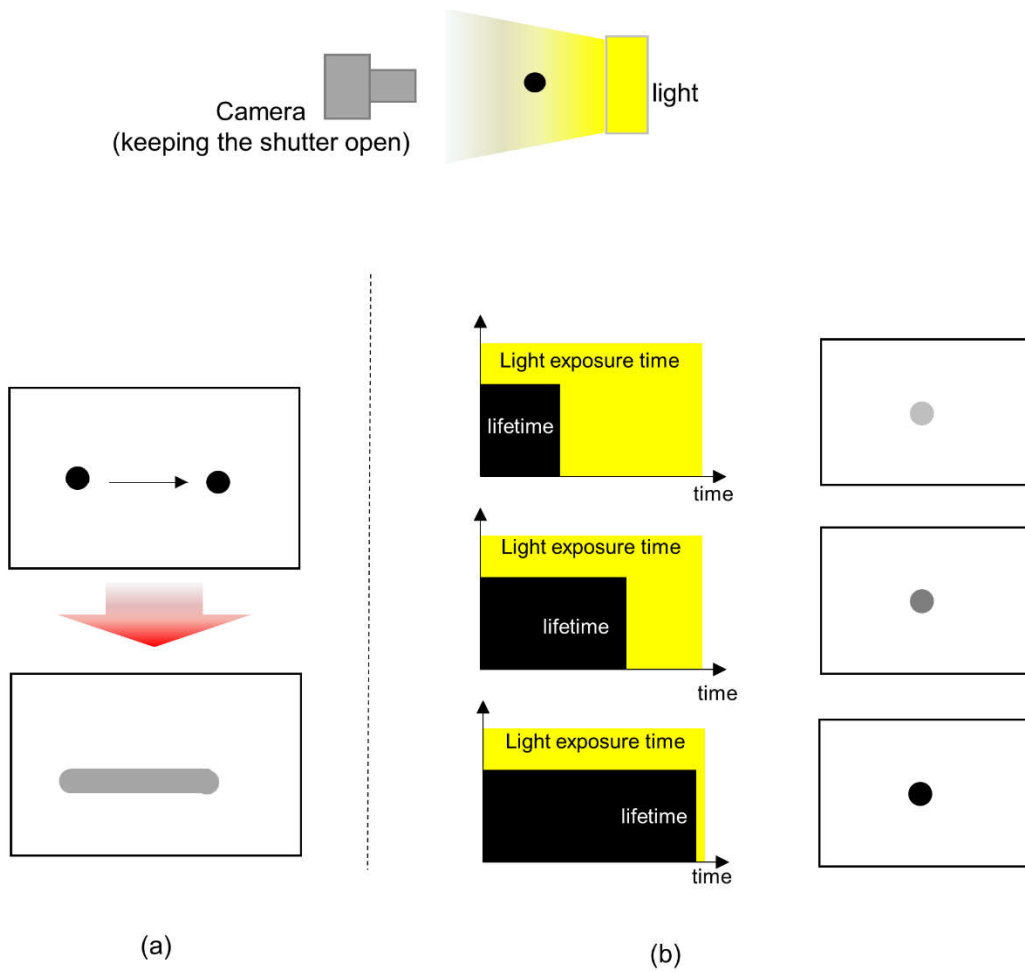 Camera
(keeping the shutter open)
light
Light exposure time
lifetime
time
Light exposure time
lifetime
time
Light exposure time
lifetime
time
(a)
(b)